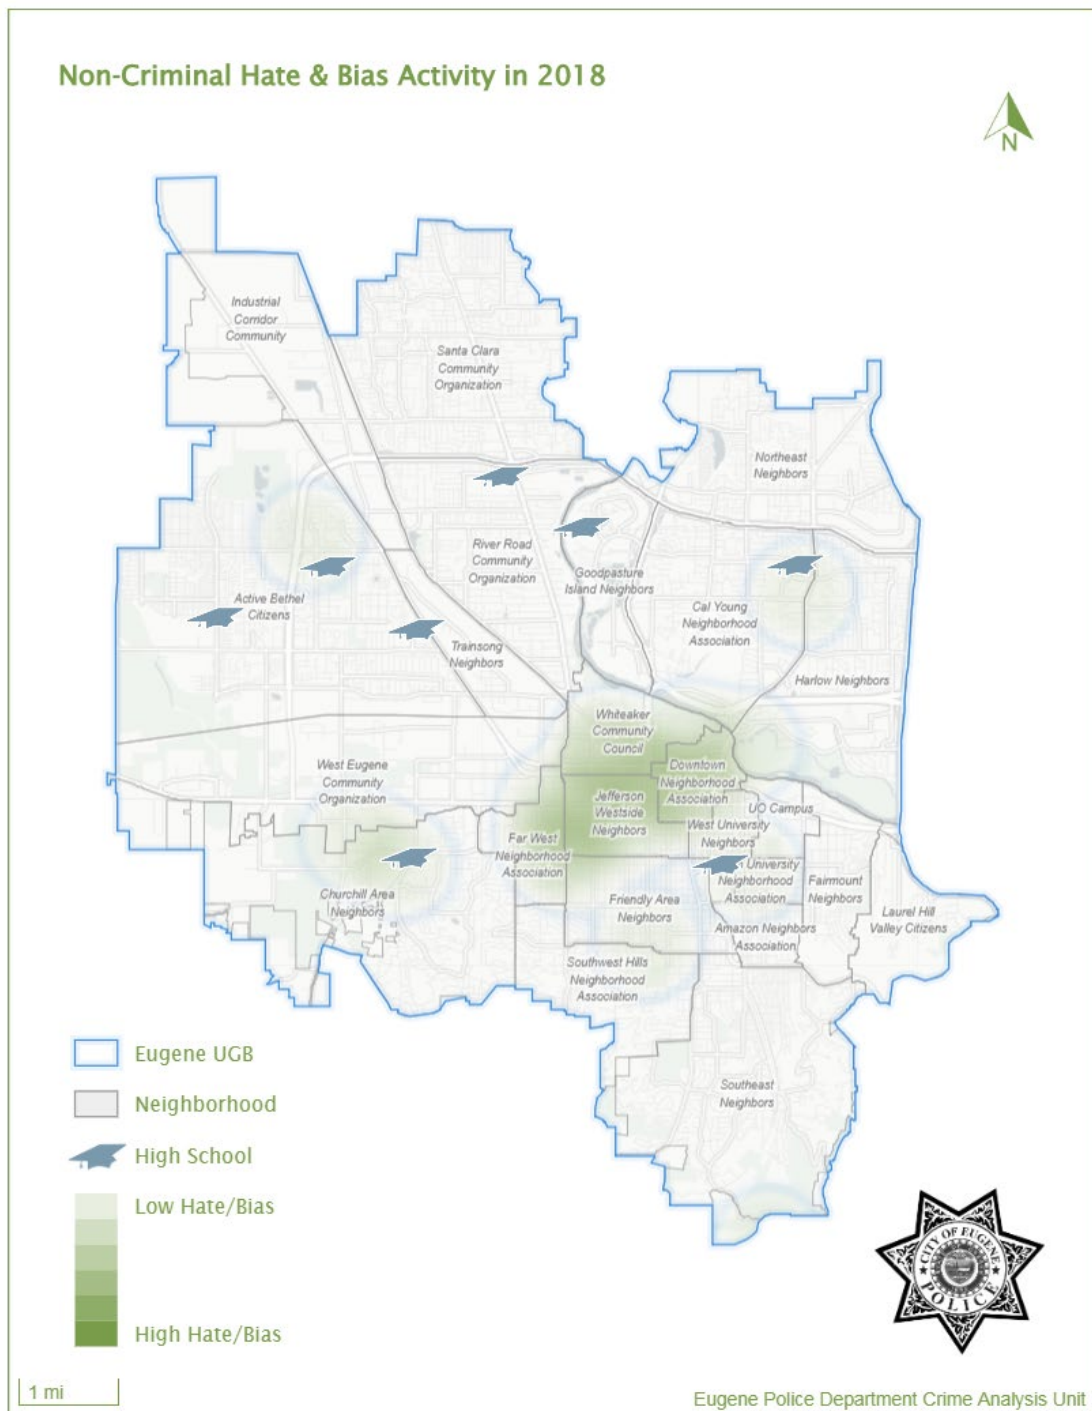 Non-Criminal Hate & Bias Activity in 2018
N
Industrial
Corridor
Community
Santa Clara
Community
Organization
Northeast
Neighbors
River Road
Community
Organization
Goodpasture
Island Neighbors
Active Bethel
Citizens
Cal Young
Neighborhood
Association
Trainsong
Neighbors
Harlow Neighbors
Whiteaker
Community
Council
West Eugene
Community
Organization
Downtown
Neighborhood
Association
Jefferson
Westside
Neighbors
UO Campus
West University
Neighbors
Far West
Neighborhood
Association
University
Neighborhood
Association
Fairmount
Neighbors
Churchill Area
Neighbors
Friendly Area
Neighbors
Laurel Hill
Valley Citizens
Amazon Neighbors
Association
Southwest Hills
Neighborhood
Association
Southeast
Neighbors
Eugene UGB
Neighborhood
High School
Low Hate/Bias
High Hate/Bias
CITY OF EUGENE
POLICE
1 mi
Eugene Police Department Crime Analysis Unit